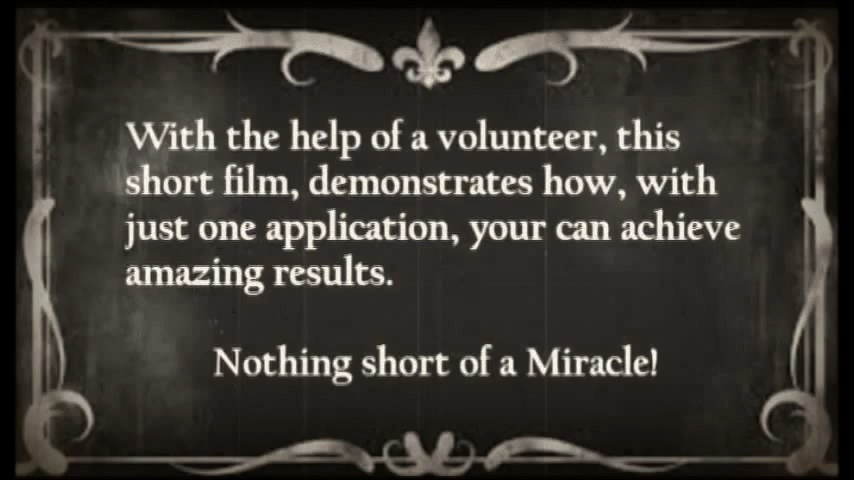 With the help of a volunteer, this
short film, demonstrates how, with
just one application, your can achieve
amazing results.
Nothing short of a Miracle!